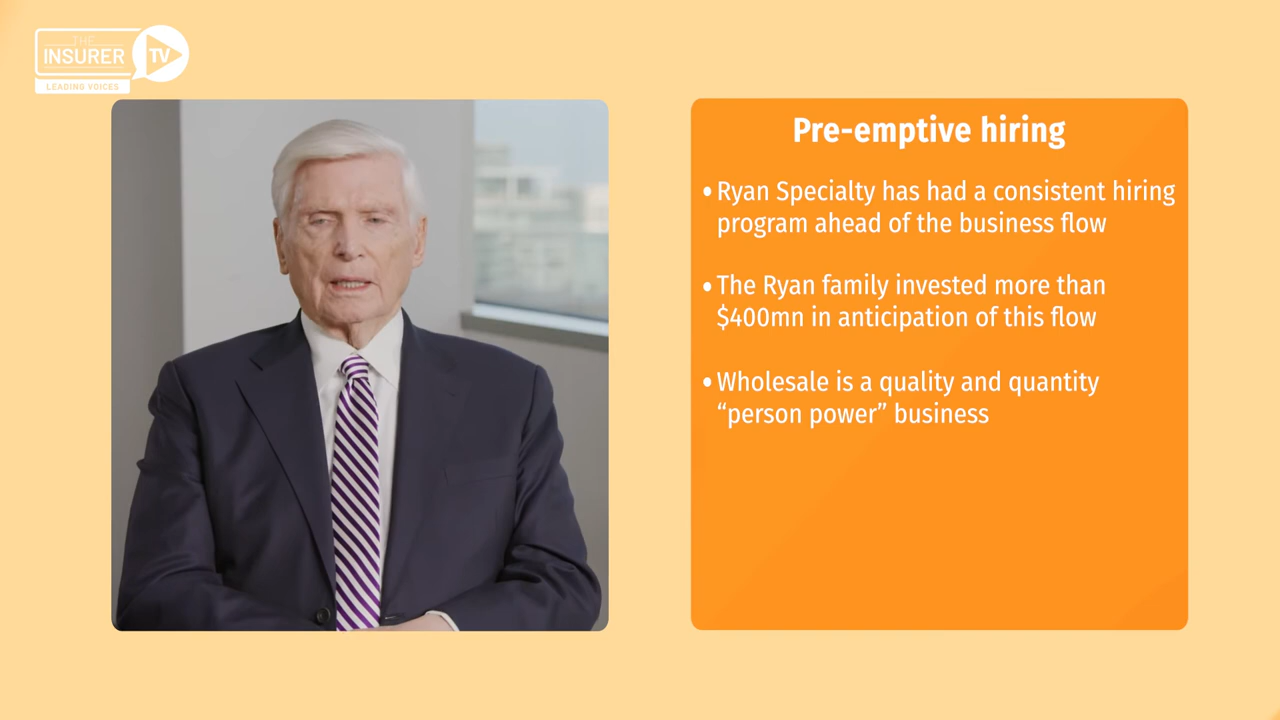 THE
INSURER
TV
LEADING VOICES
Pre-emptive hiring
• Ryan Specialty has had a consistent hiring
program ahead of the business flow
• The Ryan family invested more than
$400mn in anticipation of this flow
• Wholesale is a quality and quantity
“person power” business